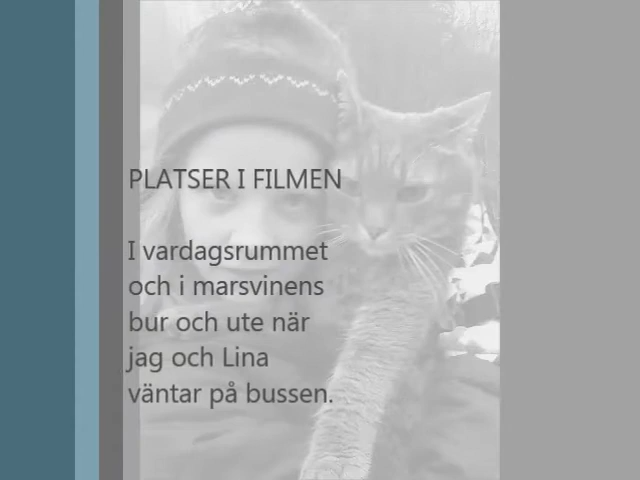 PLATSER I FILMEN
I vardagsrummet
och i marsvinens
bur och ute när
jag och Lina
väntar på bussen.